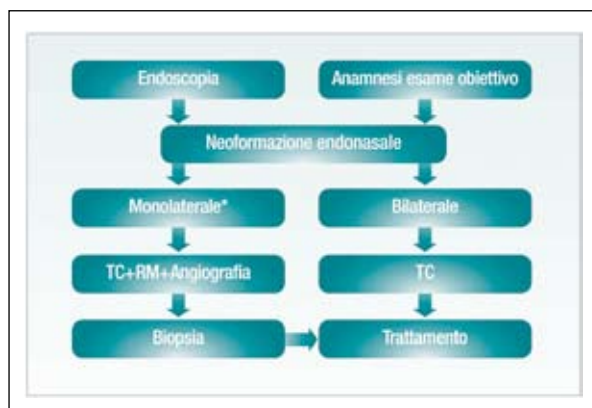 Endoscopia
Anamnesi esame obiettivo
Neoformazione endonasale
Monolaterale*
Bilaterale
TC+RM+Angiografia
TC
Biopsia
Trattamento